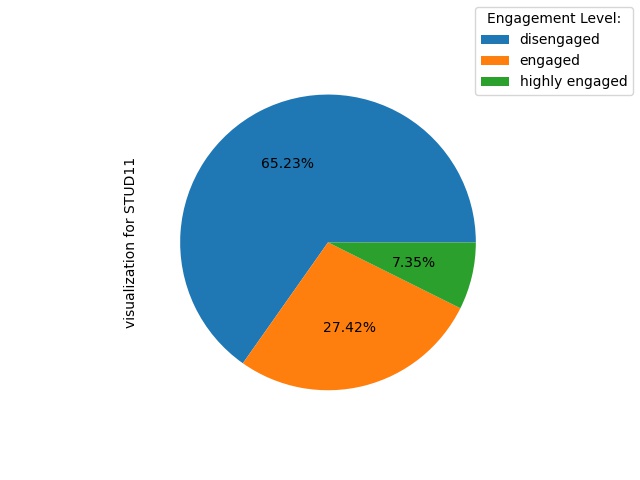 Engagement Level:
disengaged
engaged
highly engaged
65.23%
7.35%
27.42%
visualization for STUD11